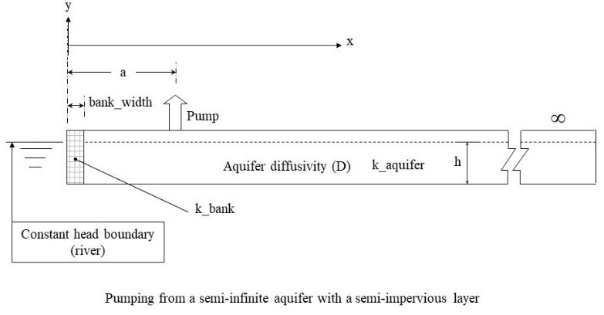 y
x
a
bank_width
Pump
∞
Aquifer diffusivity (D) k_aquifer h
k_bank
Constant head boundary
(river)
Pumping from a semi-infinite aquifer with a semi-impervious layer